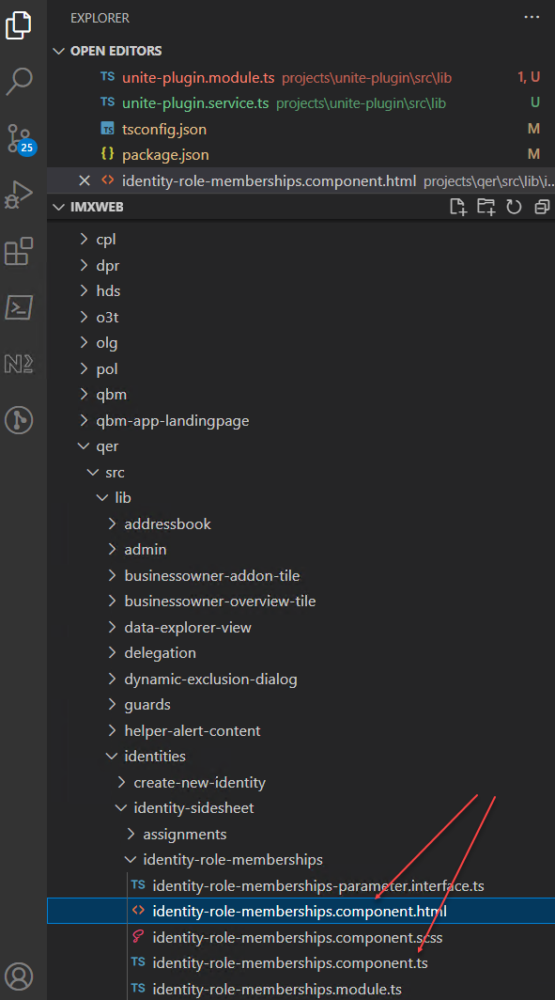 EXPLORER
OPEN EDITORS
TS unite-plugin.module.ts projects\unite-plugin\src\lib 1, U
TS unite-plugin.service.ts projects\unite-plugin\src\lib U
TS tsconfig.json M
{} package.json M
<> identity-role-memberships.component.html projects\qer\src\lib\i...
25
IMXWEB
cpl
dpr
hds
o3t
olg
pol
qbm
qbm-app-landingpage
qer
src
lib
addressbook
admin
businessowner-addon-tile
businessowner-overview-tile
data-explorer-view
delegation
dynamic-exclusion-dialog
guards
helper-alert-content
identities
create-new-identity
identity-sidesheet
assignments
identity-role-memberships
TS identity-role-memberships-parameter.interface.ts
<> identity-role-memberships.component.html
identity-role-memberships.component.scss
TS identity-role-memberships.component.ts
TS identity-role-memberships.module.ts